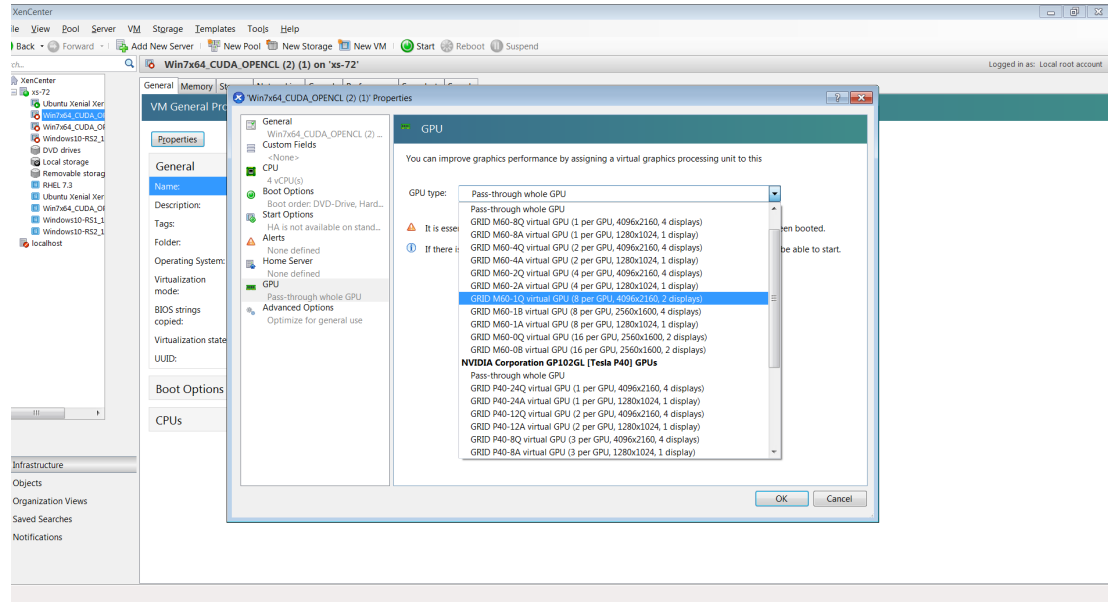 XenCenter
le View Pool Server VM Storage Templates Tools Help
Back Forward Add New Server New Pool New Storage New VM Start Reboot Suspend
ch...
Win7x64_CUDA_OPENCL (2) (1) on 'xs-72'
Logged in as: Local root account
XenCenter
xs-72
Ubuntu Xenial Xer
Win7x64_CUDA_OF
Win7x64_CUDA_OF
Windows10-RS2_1
DVD drives
Local storage
Removable storag
RHEL 7.3
Ubuntu Xenial Xer
Win7x64_CUDA_OF
Windows10-RS1_1
Windows10-RS2_1
localhost
Infrastructure
Objects
Organization Views
Saved Searches
Notifications
General Memory
VM General Pro
Properties
General
Name:
Description:
Tags:
Folder:
Operating System:
Virtualization
mode:
BIOS strings
copied:
Virtualization state
UUID:
Boot Options
CPUs
'Win7x64_CUDA_OPENCL (2) (1)' Properties
General
Win7x64_CUDA_OPENCL (2) ...
Custom Fields
<None>
CPU
4 vCPU(s)
Boot Options
Boot order: DVD-Drive, Hard...
Start Options
HA is not available on stand...
Alerts
None defined
Home Server
None defined
GPU
Pass-through whole GPU
Advanced Options
Optimize for general use
GPU
You can improve graphics performance by assigning a virtual graphics processing unit to this
GPU type: Pass-through whole GPU
It is esse
en booted.
If there is
be able to start.
Pass-through whole GPU
GRID M60-8Q virtual GPU (1 per GPU, 4096x2160, 4 displays)
GRID M60-8A virtual GPU (1 per GPU, 1280x1024, 1 display)
GRID M60-4Q virtual GPU (2 per GPU, 4096x2160, 4 displays)
GRID M60-4A virtual GPU (2 per GPU, 1280x1024, 1 display)
GRID M60-2Q virtual GPU (4 per GPU, 4096x2160, 4 displays)
GRID M60-2A virtual GPU (4 per GPU, 1280x1024, 1 display)
GRID M60-1Q virtual GPU (8 per GPU, 4096x2160, 2 displays)
GRID M60-1B virtual GPU (8 per GPU, 2560x1600, 4 displays)
GRID M60-1A virtual GPU (8 per GPU, 1280x1024, 1 display)
GRID M60-0Q virtual GPU (16 per GPU, 2560x1600, 2 displays)
GRID M60-0B virtual GPU (16 per GPU, 2560x1600, 2 displays)
NVIDIA Corporation GP102GL [Tesla P40] GPUs
Pass-through whole GPU
GRID P40-24Q virtual GPU (1 per GPU, 4096x2160, 4 displays)
GRID P40-24A virtual GPU (1 per GPU, 1280x1024, 1 display)
GRID P40-12Q virtual GPU (2 per GPU, 4096x2160, 4 displays)
GRID P40-12A virtual GPU (2 per GPU, 1280x1024, 1 display)
GRID P40-8Q virtual GPU (3 per GPU, 4096x2160, 4 displays)
GRID P40-8A virtual GPU (3 per GPU, 1280x1024, 1 display)
OK Cancel